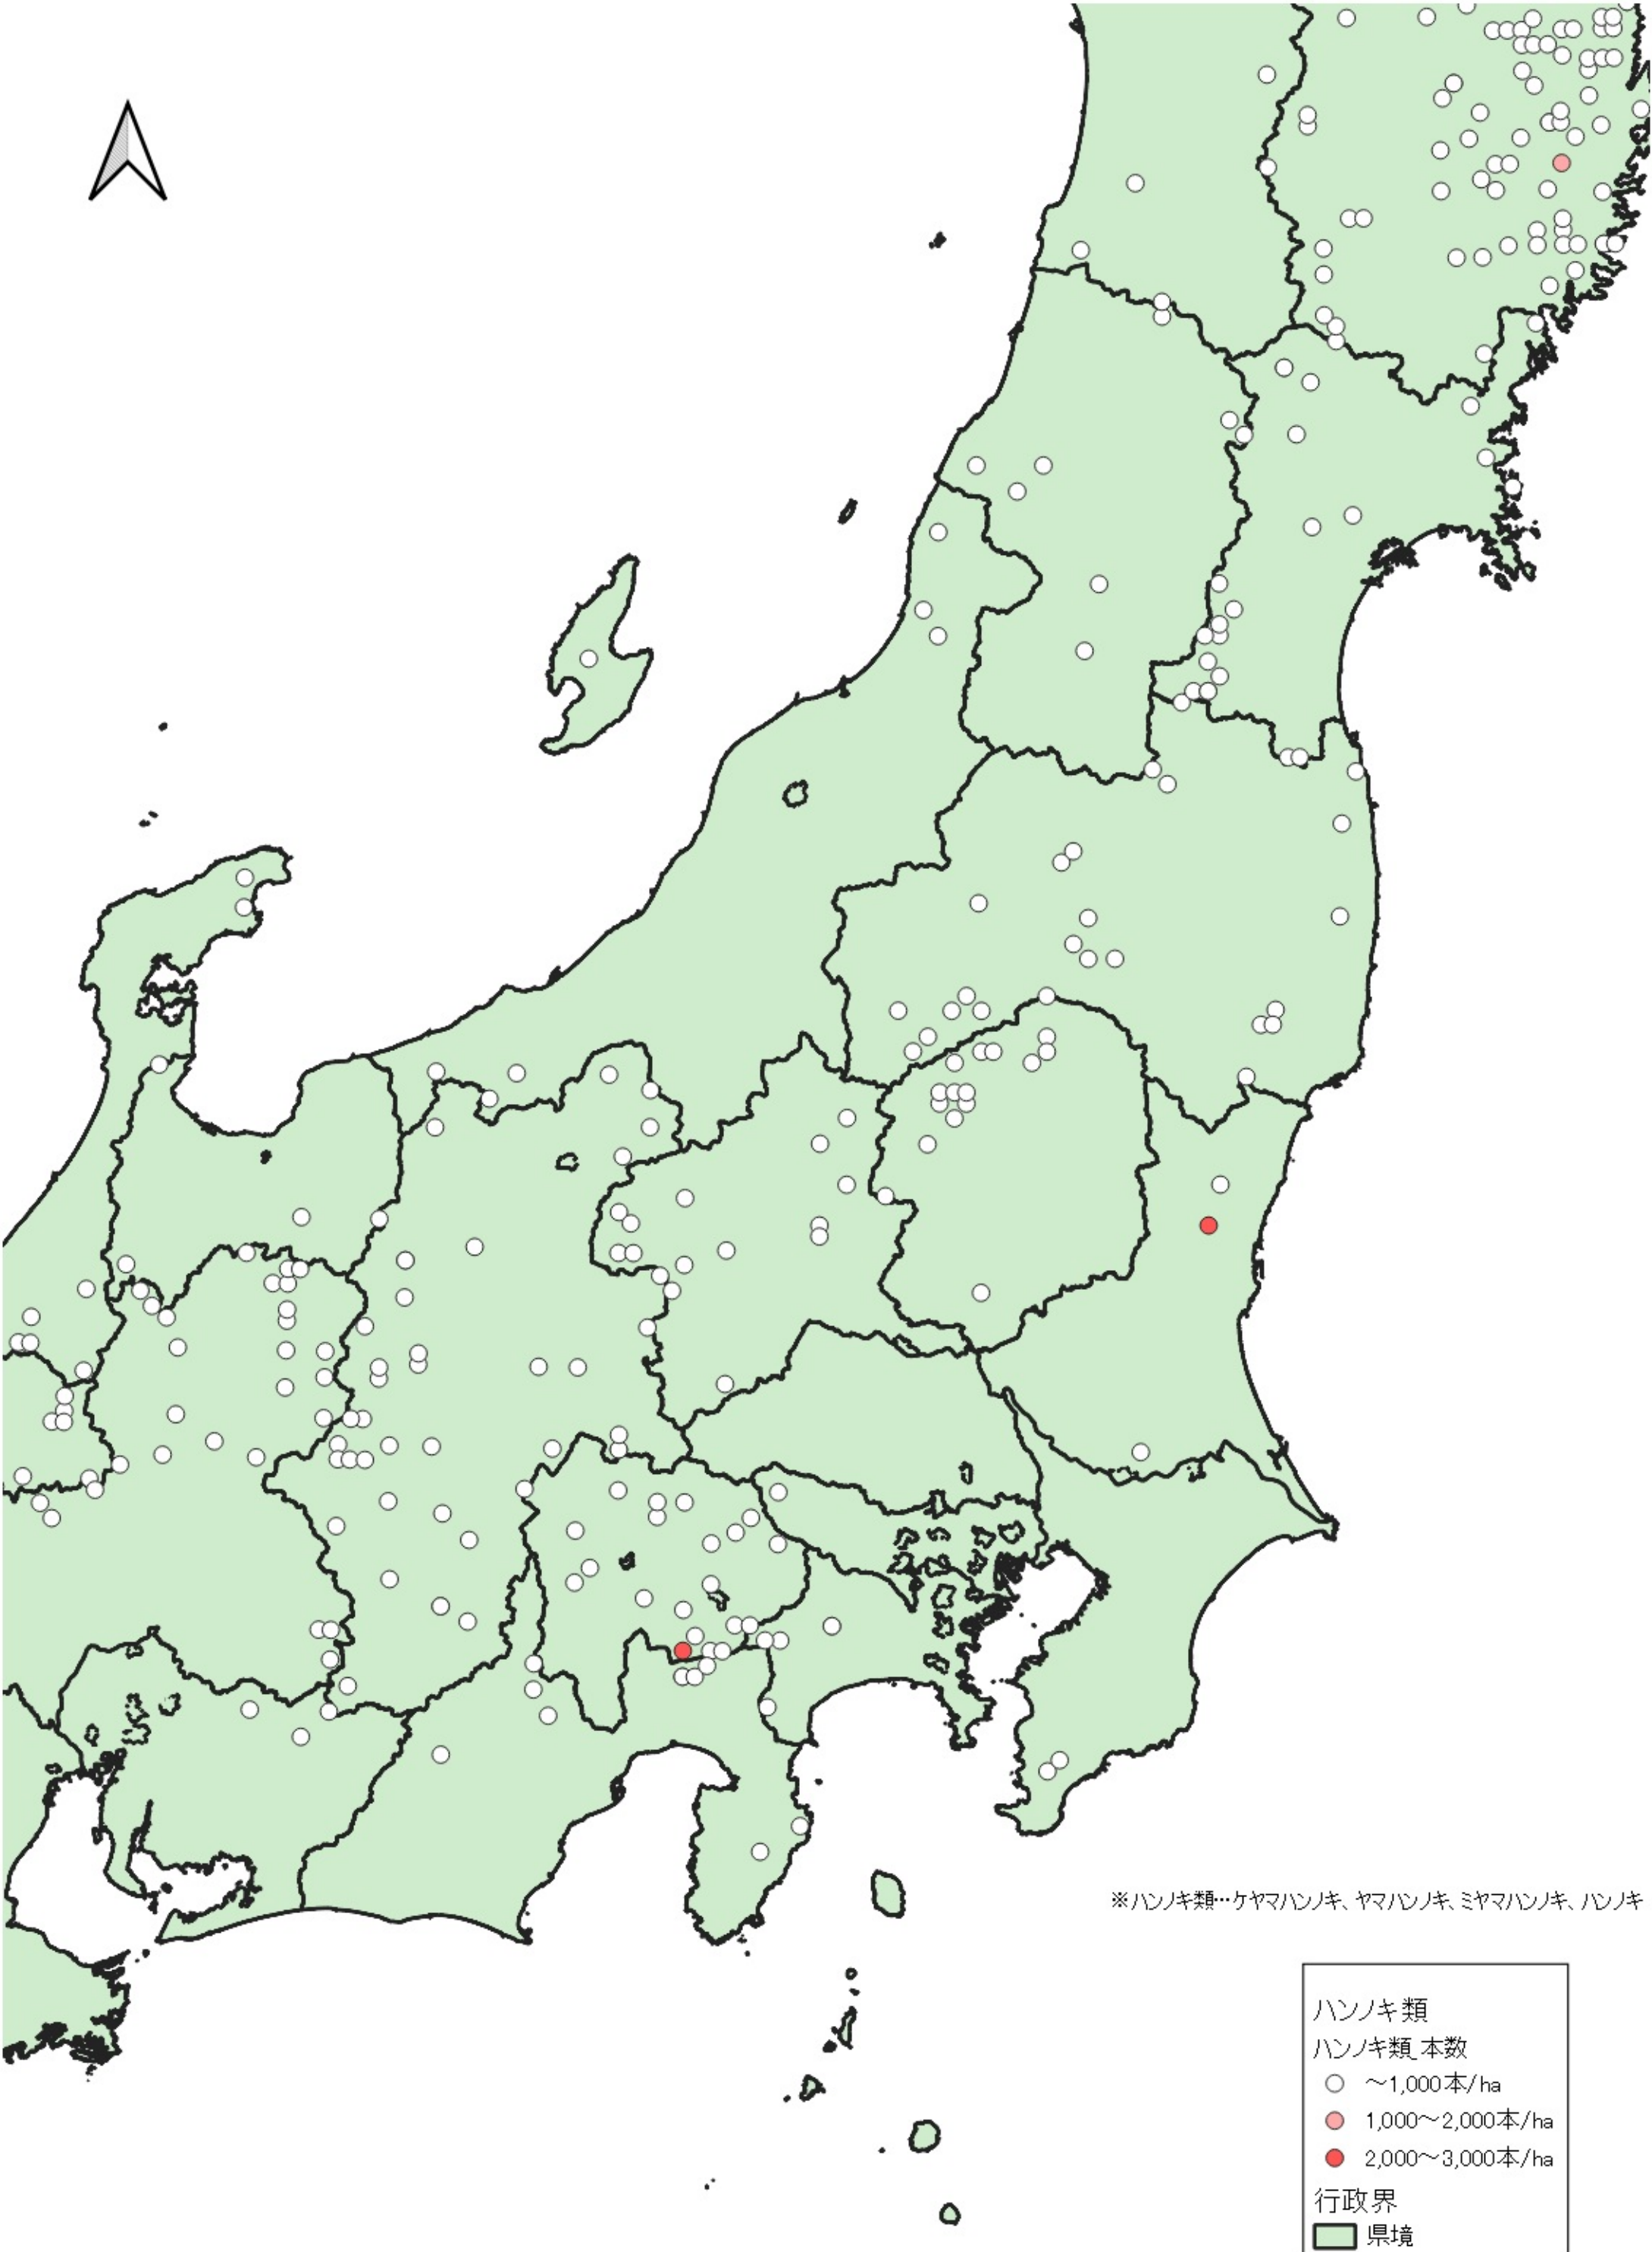 ※ハンノキ類…ケヤマハンノキ、ヤマハンノキ、ミヤマハンノキ、ハンノキ
ハンノキ類
ハンノキ類_本数
～1,000本/ha
1,000～2,000本/ha
2,000～3,000本/ha
行政界
県境